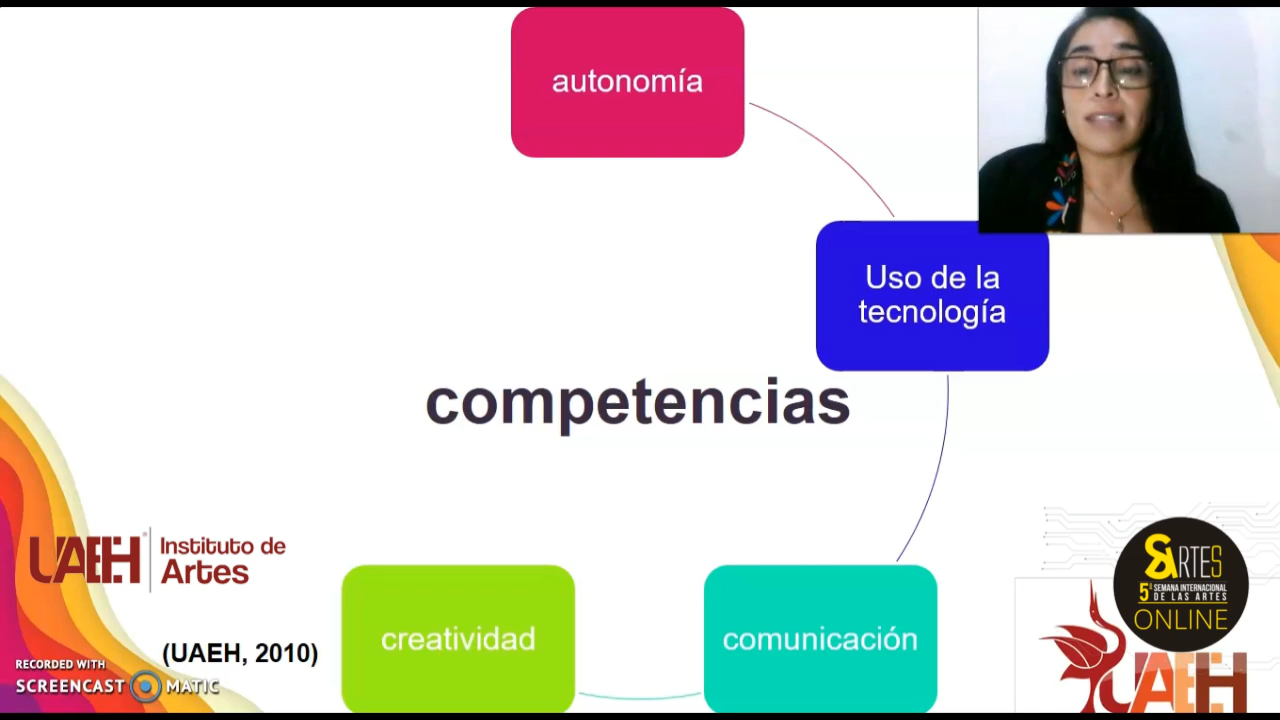 autonomía
Uso de la
tecnología
competencias
UAEH
Instituto de
Artes
creatividad
comunicación
(UAEH, 2010)
RECORDED WITH
SCREENCAST MATIC
SARTES
5ª SEMANA INTERNACIONAL
DE LAS ARTES
ONLINE
UAEH